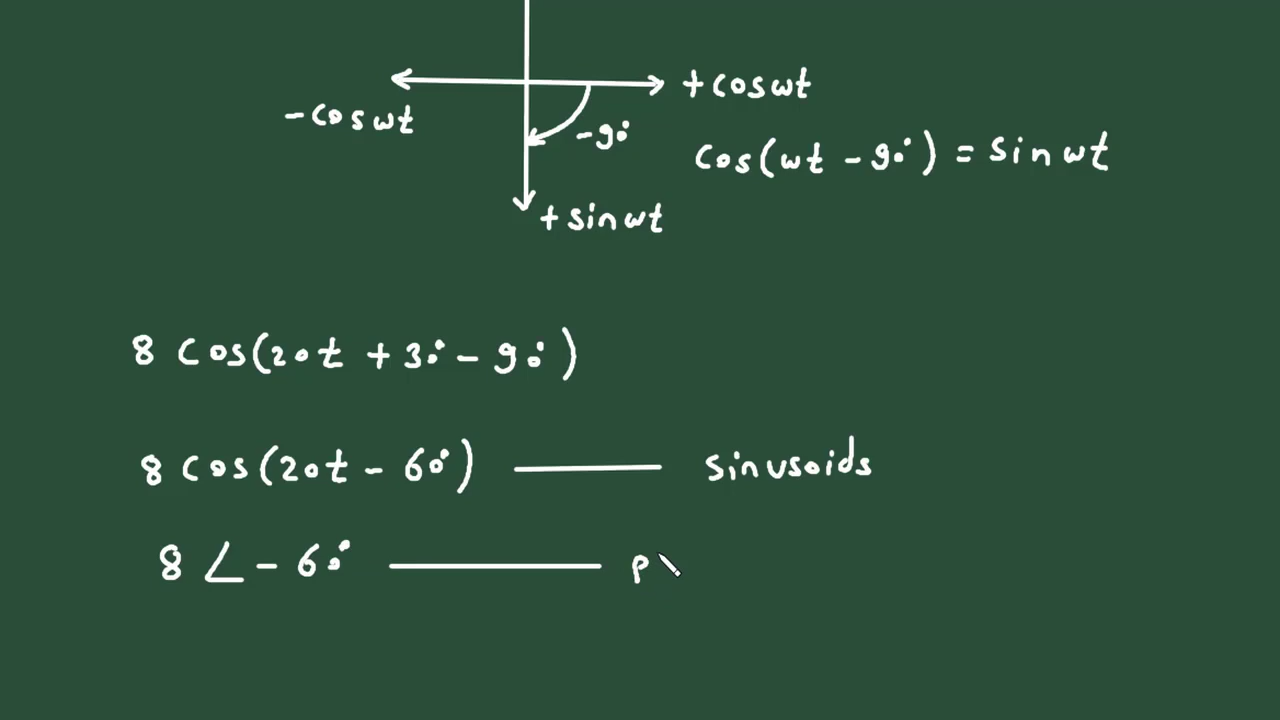 +cosωt
-cosωt
-90°
cos(ωt - 90°) = sinωt
+sinωt
8 cos(20t + 30° - 90°)
8 cos(20t - 60°) —— sinusoids
8 ∠ - 60° —— p